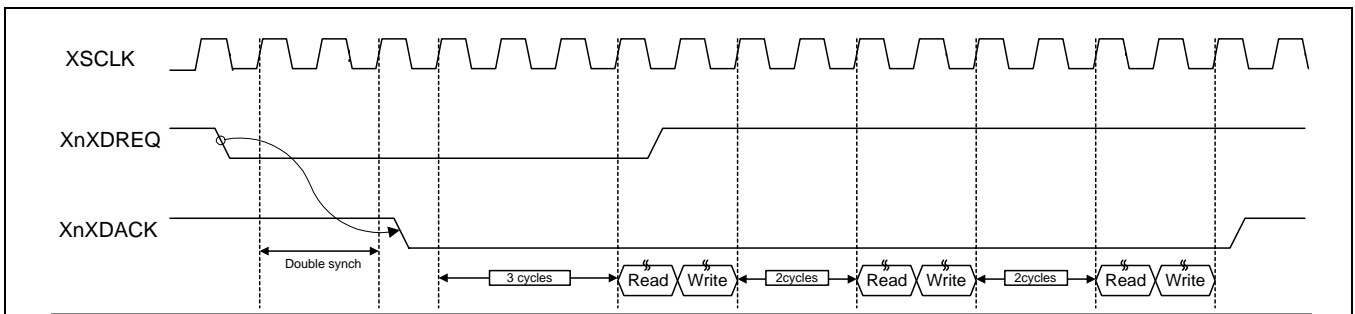 XSCLK
XnXDREQ
XnXDACK
Double synch
3 cycles Read Write 2cycles Read Write 2cycles Read Write